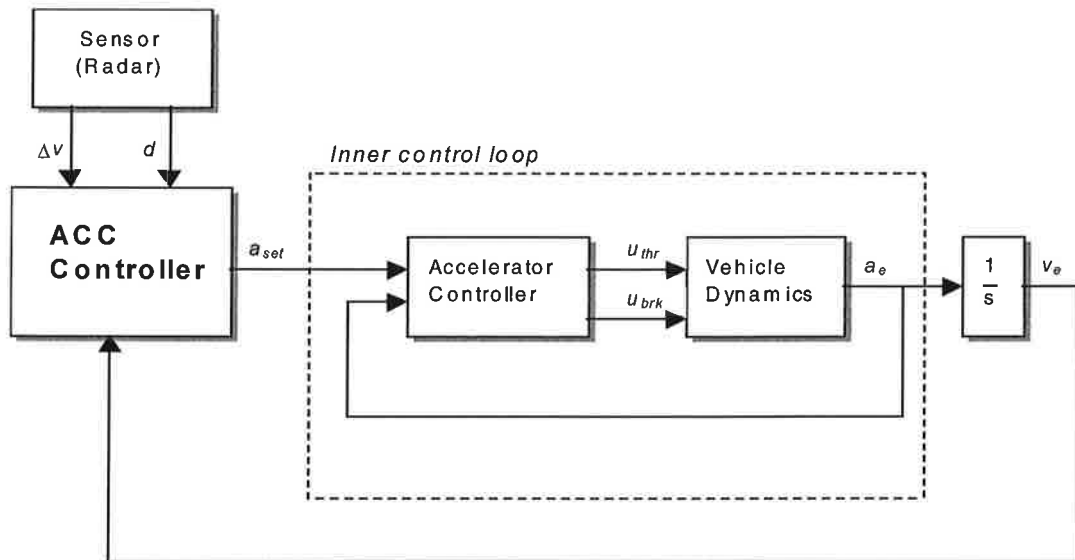 Sensor
(Radar)
Δv
d
Inner control loop
ACC
Controller
a_set
Accelerator
Controller
u_thr
u_brk
Vehicle
Dynamics
a_e
1
s
v_e